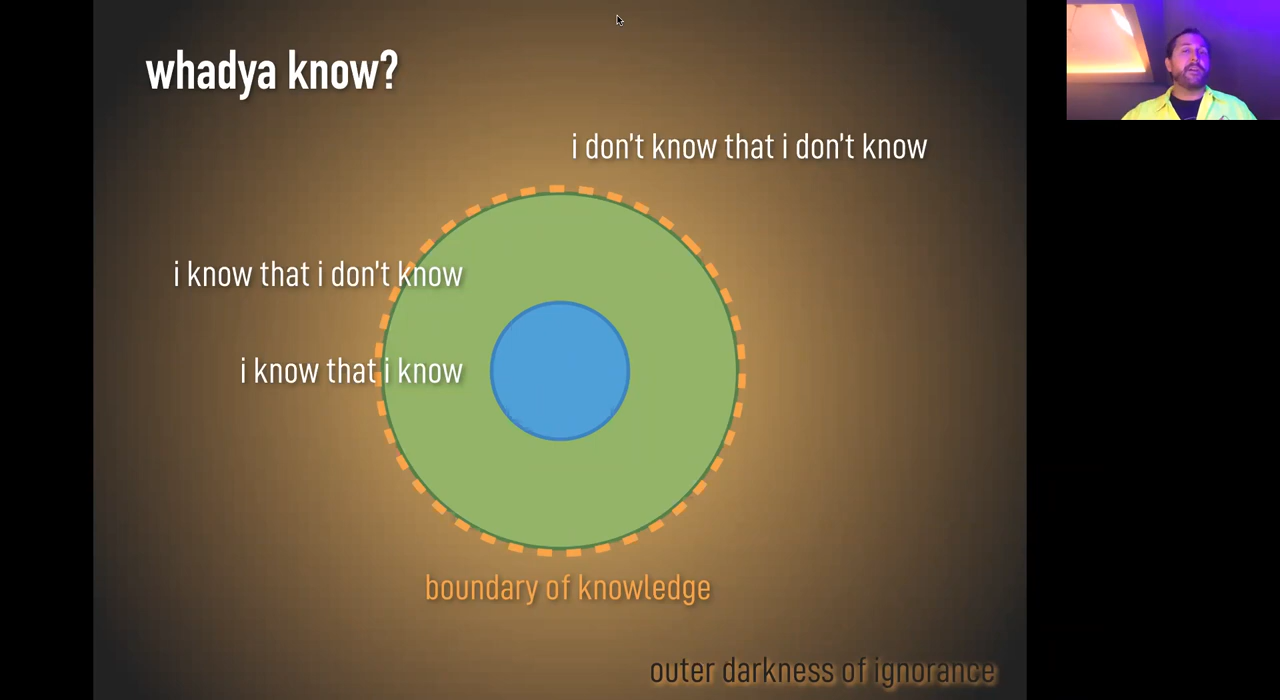 whadya know?
i don't know that i don't know
i know that i don't know
i know that i know
boundary of knowledge
outer darkness of ignorance